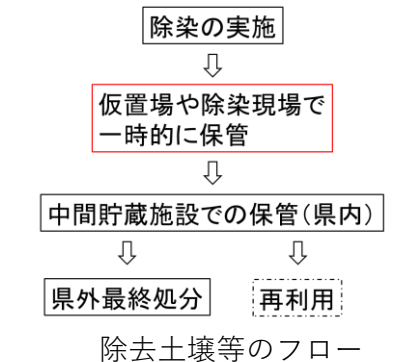 除染の実施
仮置場や除染現場で
一時的に保管
中間貯蔵施設での保管（県内）
県外最終処分
再利用
除去土壌等のフロー